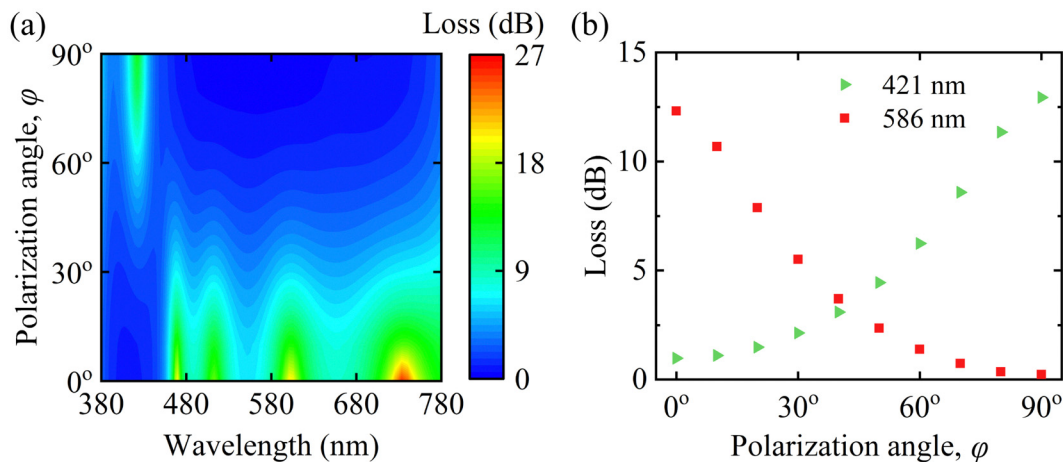 (a)
Loss (dB)
90°
60°
30°
0°
Polarization angle, φ
380
480
580
680
780
Wavelength (nm)
27
18
9
0
(b)
15
10
5
0
Loss (dB)
421 nm
586 nm
0°
30°
60°
90°
Polarization angle, φ